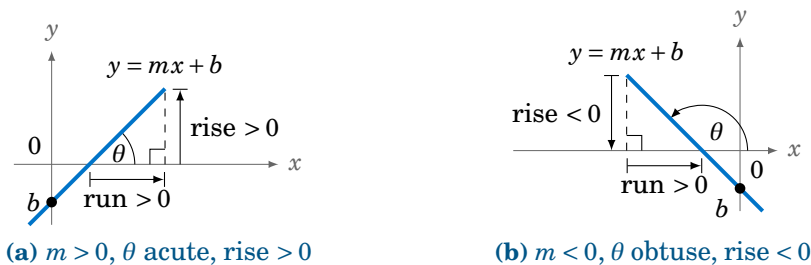 y
y = mx + b
rise > 0
0
θ
x
b
run > 0
(a) m > 0, θ acute, rise > 0
y
y = mx + b
rise < 0
θ
x
0
run > 0
b
(b) m < 0, θ obtuse, rise < 0